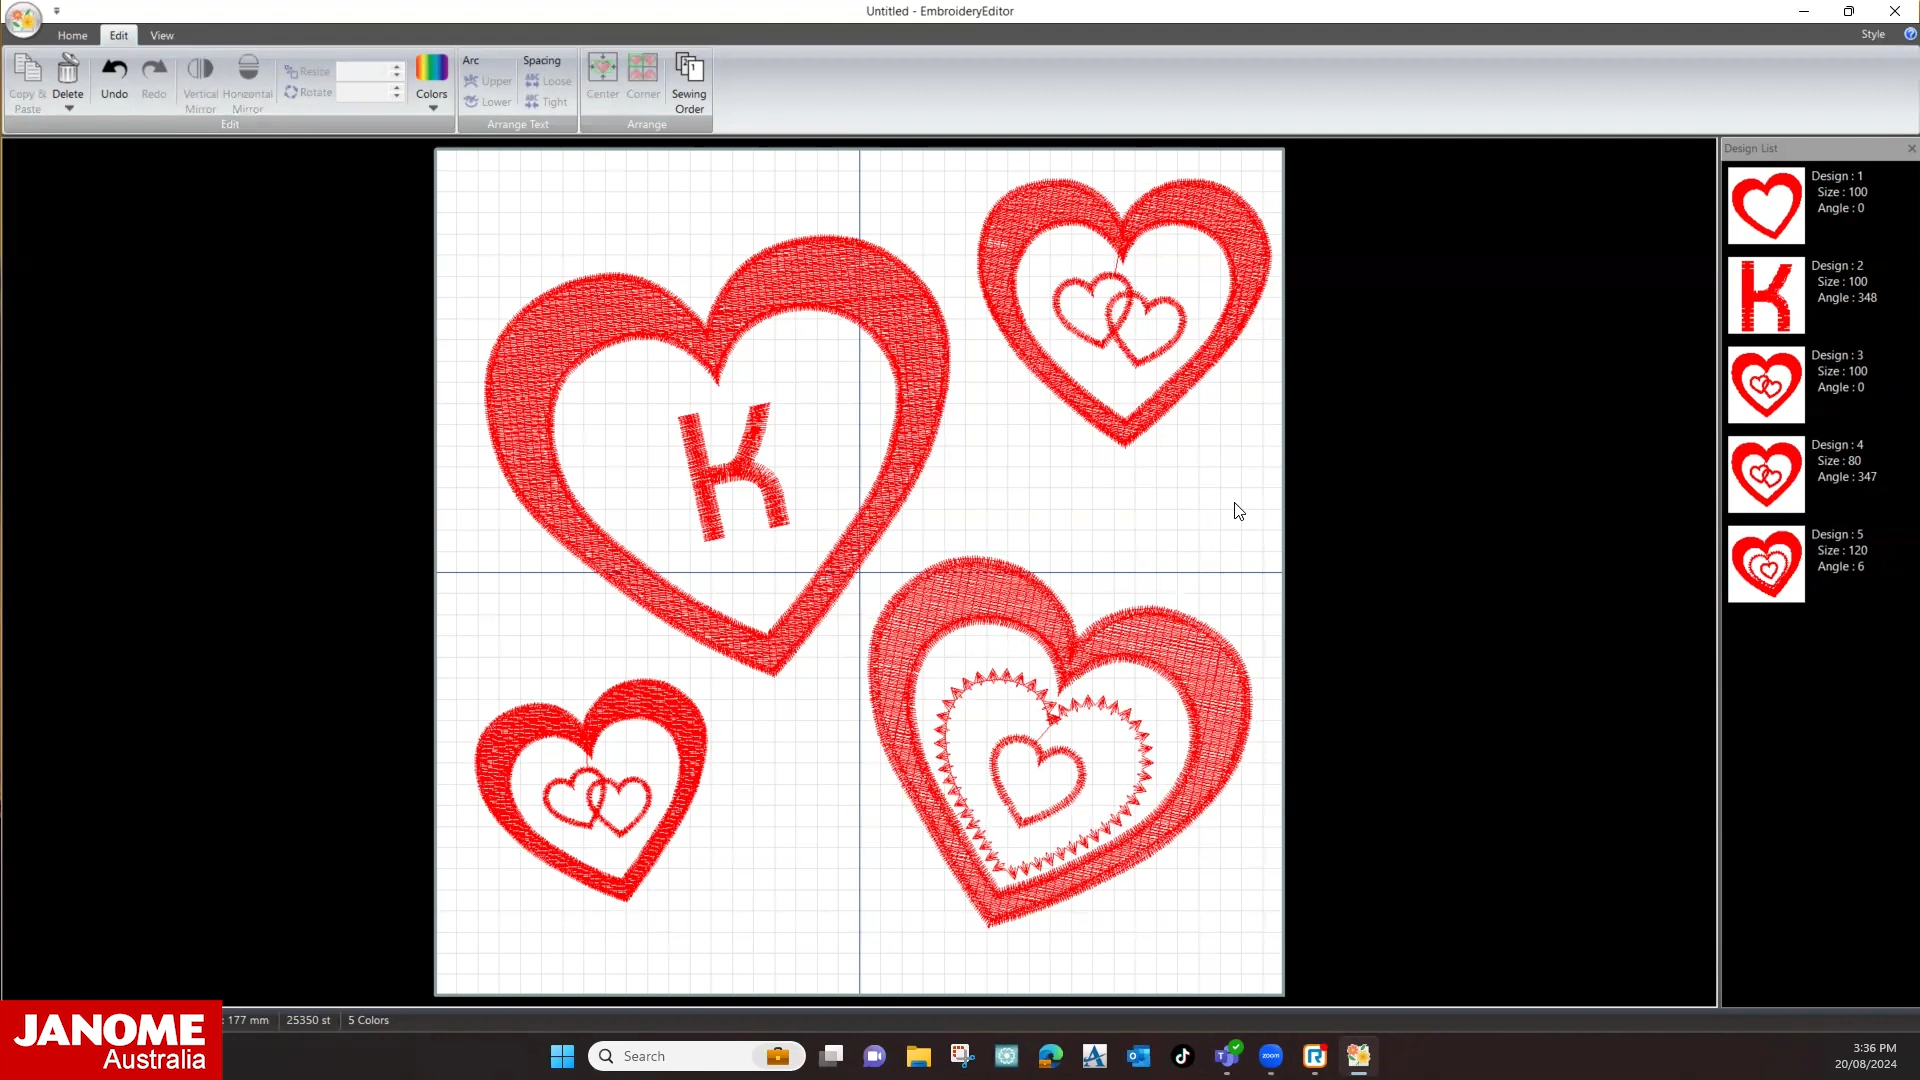 Untitled - EmbroideryEditor
Home Edit View Style
Copy & Paste
Delete
Undo
Redo
Vertical Mirror
Horizontal Mirror
Resize
Rotate
Colors
Edit
Arc
Upper
Lower
Spacing
Loose
Tight
Arrange Text
Center
Corner
Sewing Order
Arrange
Design List
Design : 1
Size : 100
Angle : 0
Design : 2
Size : 100
Angle : 348
Design : 3
Size : 100
Angle : 0
Design : 4
Size : 80
Angle : 347
Design : 5
Size : 120
Angle : 6
K
K
: 177 mm 25350 st 5 Colors
JANOME
Australia
Search
zoom
3:36 PM
20/08/2024